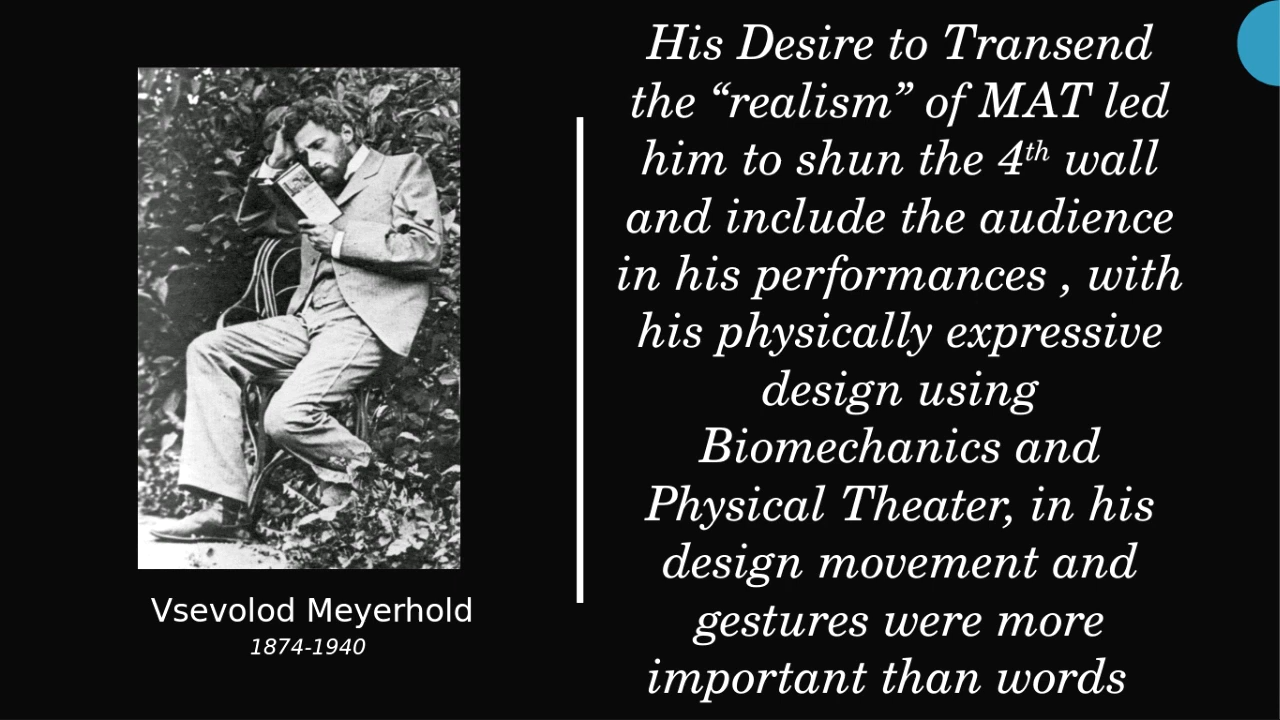 Vsevolod Meyerhold
1874-1940
His Desire to Transend
the “realism” of MAT led
him to shun the 4th wall
and include the audience
in his performances , with
his physically expressive
design using
Biomechanics and
Physical Theater, in his
design movement and
gestures were more
important than words